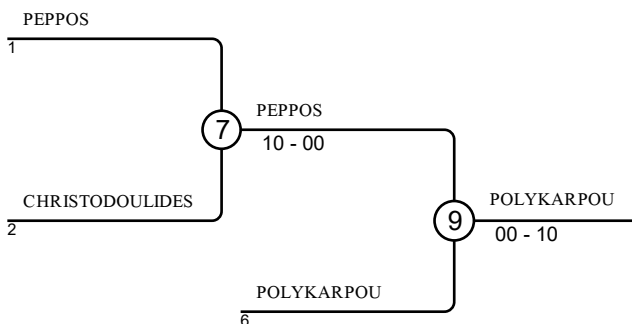 PEPPOS
1
7
PEPPOS
10 - 00
CHRISTODOULIDES
2
9
POLYKARPOU
00 - 10
POLYKARPOU
6